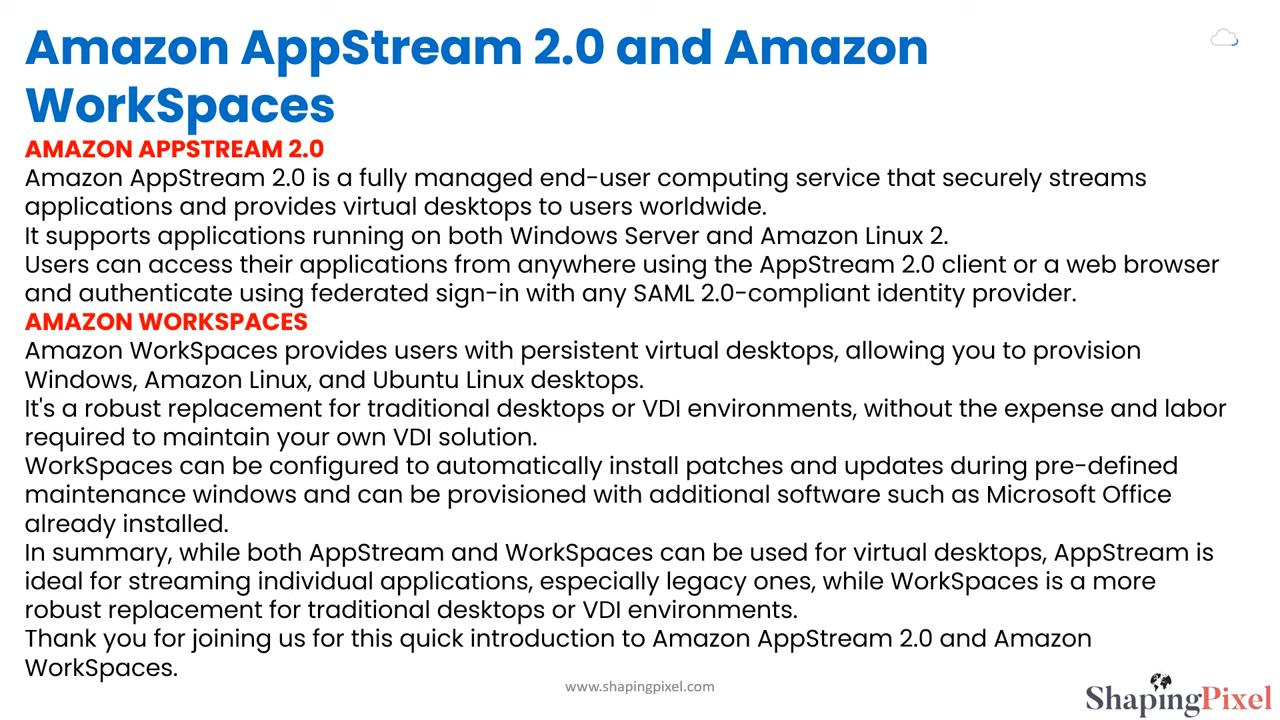 Amazon AppStream 2.0 and Amazon
WorkSpaces
AMAZON APPSTREAM 2.0
Amazon AppStream 2.0 is a fully managed end-user computing service that securely streams
applications and provides virtual desktops to users worldwide.
It supports applications running on both Windows Server and Amazon Linux 2.
Users can access their applications from anywhere using the AppStream 2.0 client or a web browser
and authenticate using federated sign-in with any SAML 2.0-compliant identity provider.
AMAZON WORKSPACES
Amazon WorkSpaces provides users with persistent virtual desktops, allowing you to provision
Windows, Amazon Linux, and Ubuntu Linux desktops.
It's a robust replacement for traditional desktops or VDI environments, without the expense and labor
required to maintain your own VDI solution.
WorkSpaces can be configured to automatically install patches and updates during pre-defined
maintenance windows and can be provisioned with additional software such as Microsoft Office
already installed.
In summary, while both AppStream and WorkSpaces can be used for virtual desktops, AppStream is
ideal for streaming individual applications, especially legacy ones, while WorkSpaces is a more
robust replacement for traditional desktops or VDI environments.
Thank you for joining us for this quick introduction to Amazon AppStream 2.0 and Amazon
WorkSpaces.
www.shapingpixel.com
ShapingPixel